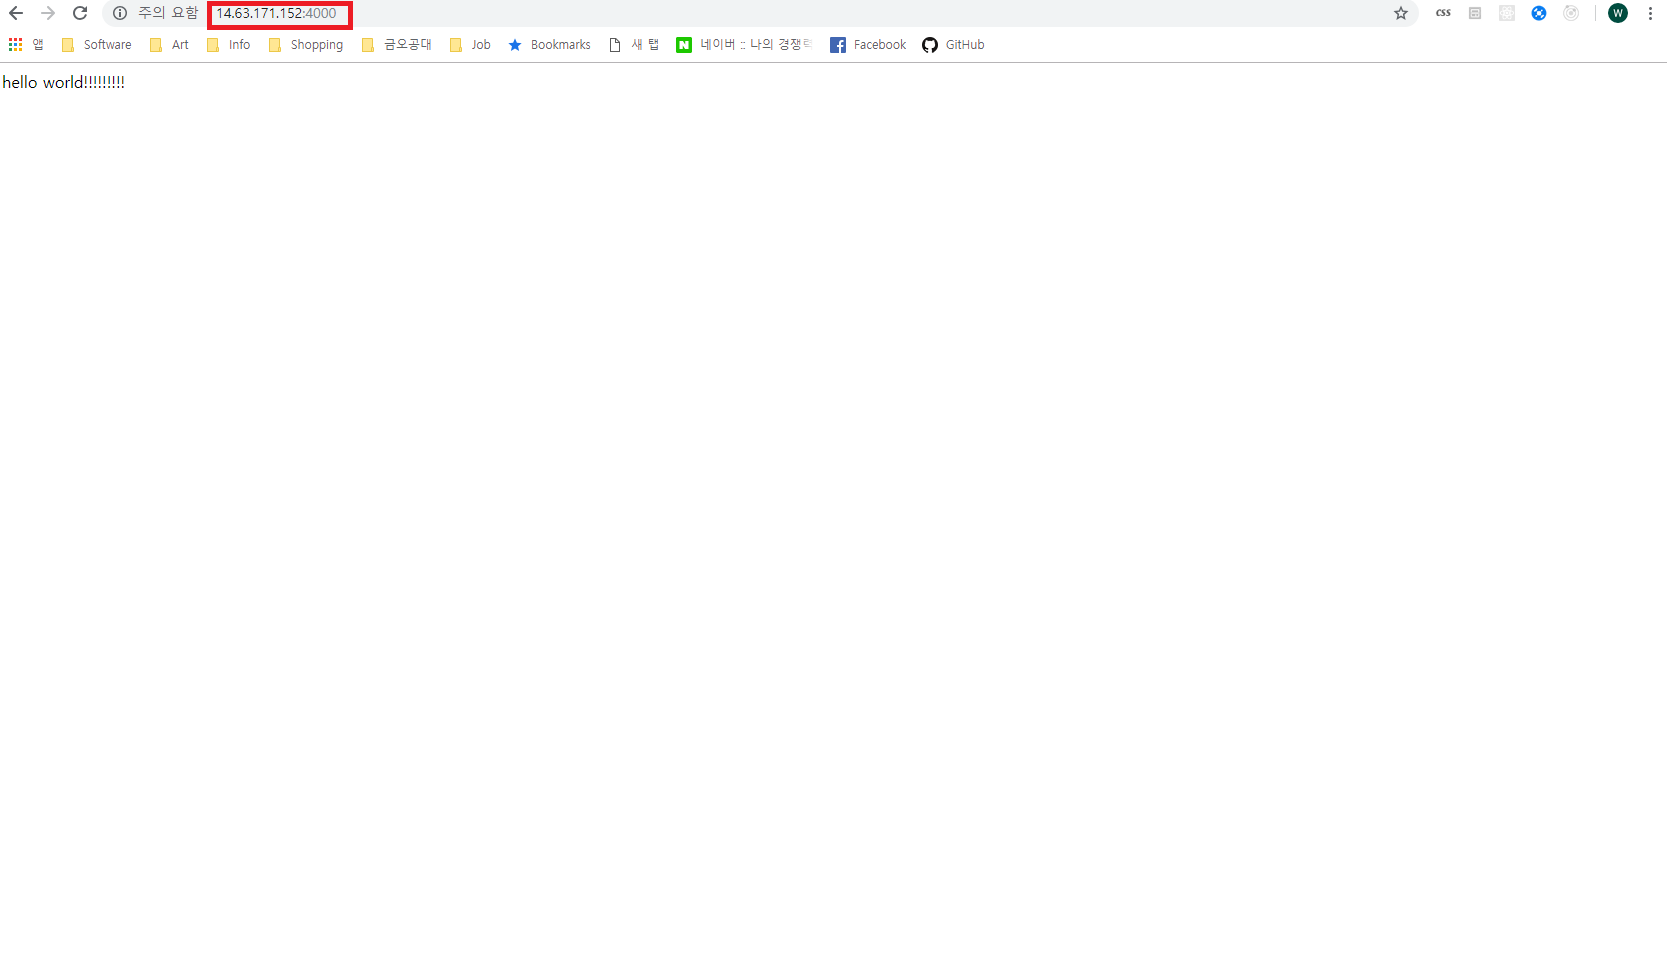 주의 요함 14.63.171.152:4000 css W
앱 Software Art Info Shopping 금오공대 Job Bookmarks 새 탭 N 네이버 :: 나의 경쟁력 Facebook GitHub
hello world!!!!!!!!!